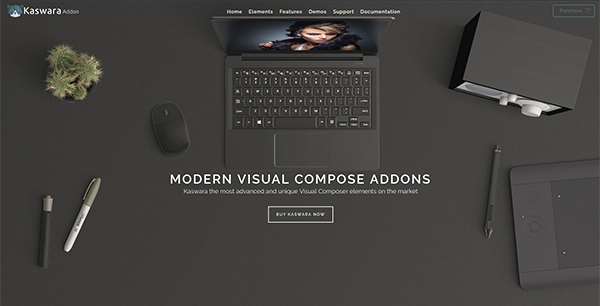 Kaswara Addon
Home Elements Features Demos Support Documentation
Purchase
MODERN VISUAL COMPOSE ADDONS
Kaswara the most advanced and unique Visual Composer elements on the market
BUY KASWARA NOW